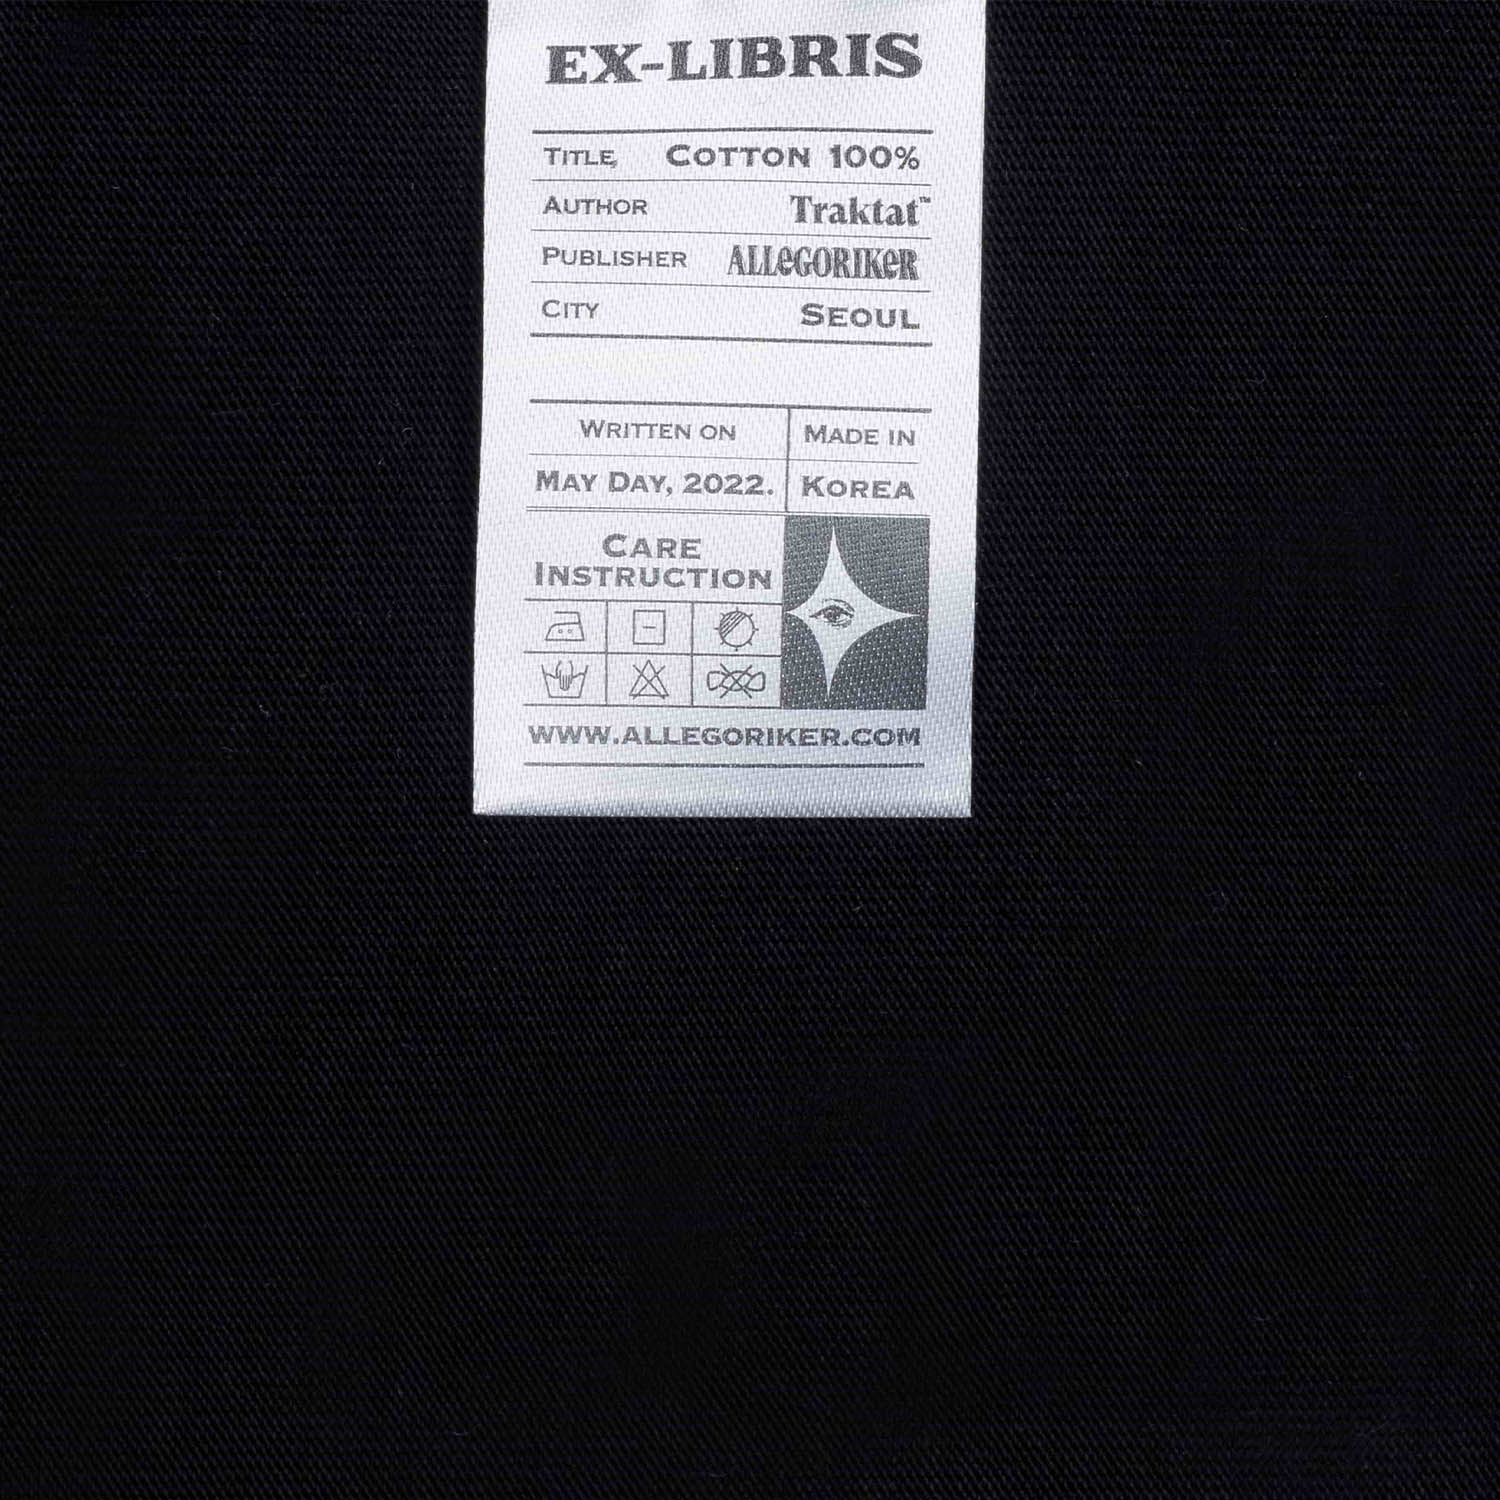 EX-LIBRIS
TITLE, COTTON 100%
AUTHOR Traktat™
PUBLISHER ALLEGORIKER
CITY SEOUL
WRITTEN ON MADE IN
MAY DAY, 2022. KOREA
CARE
INSTRUCTION
WWW.ALLEGORIKER.COM